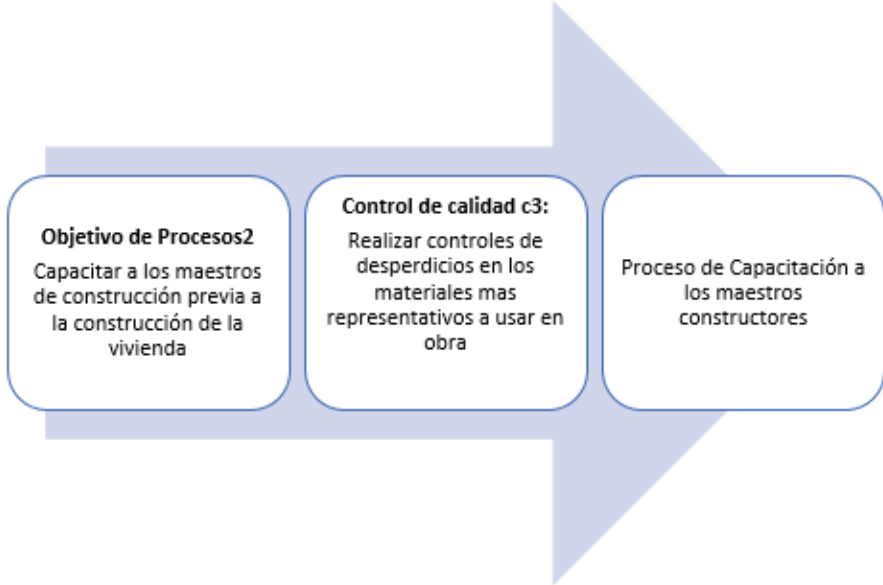 Objetivo de Procesos2
Capacitar a los maestros
de construcción previa a
la construcción de la
vivienda
Control de calidad c3:
Realizar controles de
desperdicios en los
materiales mas
representativos a usar en
obra
Proceso de Capacitación a
los maestros
constructores